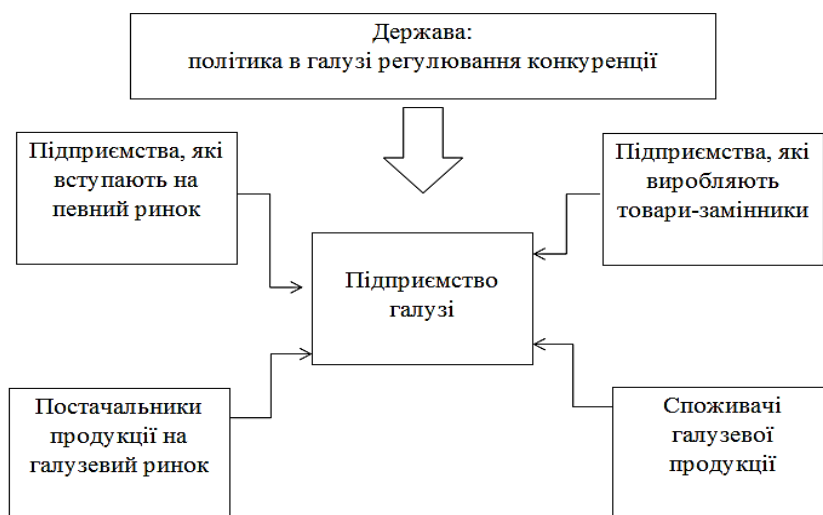 Держава:
політика в галузі регулювання конкуренції
Підприємства, які
вступають на
певний ринок
Підприємства, які
виробляють
товари-замінники
Підприємство
галузі
Постачальники
продукції на
галузевий ринок
Споживачі
галузевої
продукції